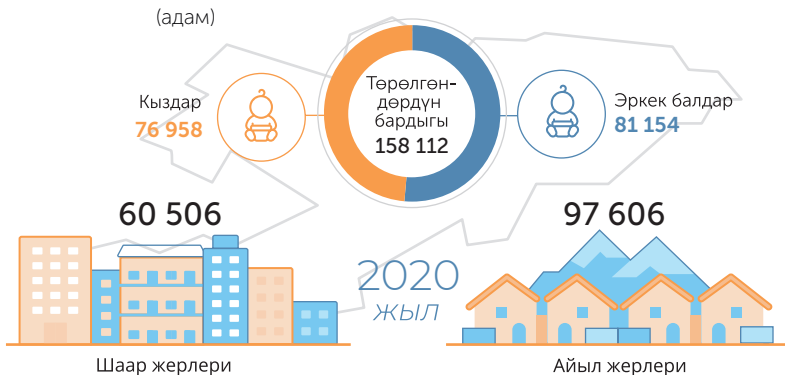 (адам)
Төрөлгөн-
дөрдүн
бардыгы
158 112
Кыздар
76 958
Эркек балдар
81 154
60 506
97 606
2020
ЖЫЛ
Шаар жерлери
Айыл жерлери